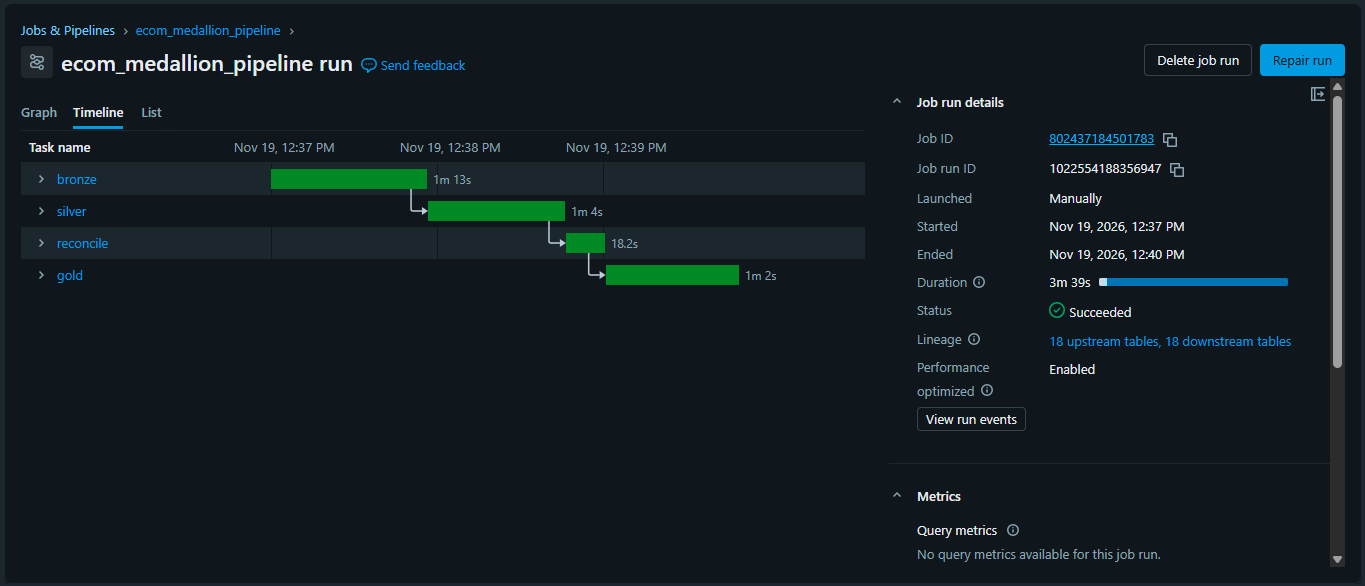 Jobs & Pipelines › ecom_medallion_pipeline ›
ecom_medallion_pipeline run Send feedback
Delete job run Repair run
Graph Timeline List
Task name Nov 19, 12:37 PM Nov 19, 12:38 PM Nov 19, 12:39 PM
bronze 1m 13s
silver 1m 4s
reconcile 18.2s
gold 1m 2s
Job run details
Job ID 802437184501783
Job run ID 1022554188356947
Launched Manually
Started Nov 19, 2026, 12:37 PM
Ended Nov 19, 2026, 12:40 PM
Duration 3m 39s
Status Succeeded
Lineage 18 upstream tables, 18 downstream tables
Performance Enabled
optimized
View run events
Metrics
Query metrics
No query metrics available for this job run.